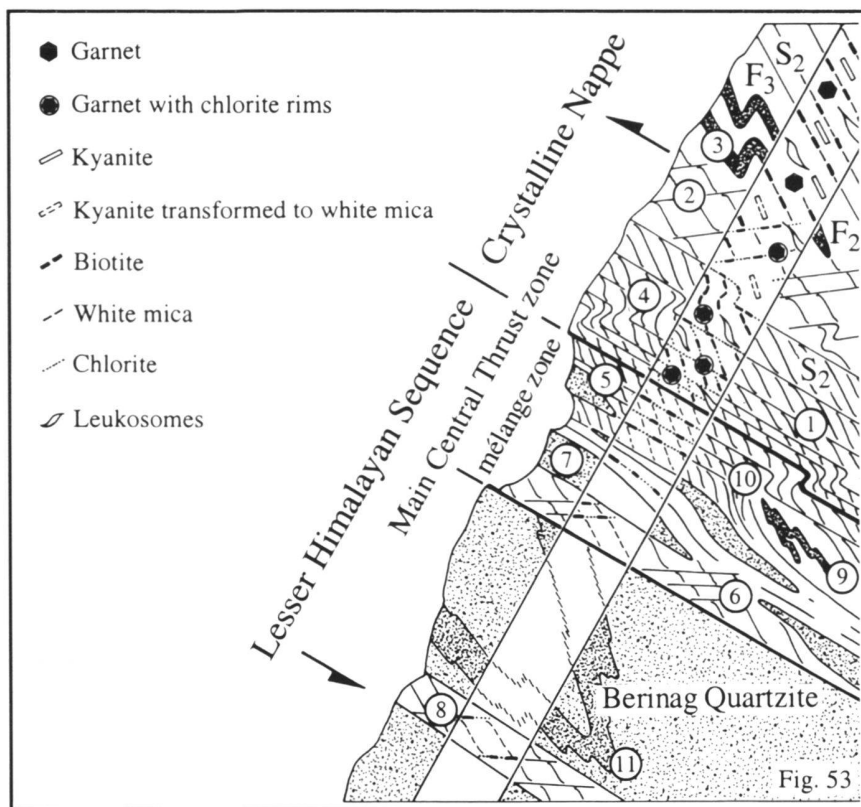 Garnet
Garnet with chlorite rims
Kyanite
Kyanite transformed to white mica
Biotite
White mica
Chlorite
Leukosomes
Crystalline Nappe
Main Central Thrust zone
mélange zone
Lesser Himalayan Sequence
S2
F3
3
2
F2
4
S2
5
1
7
10
9
6
8
Berinag Quartzite
11
Fig. 53